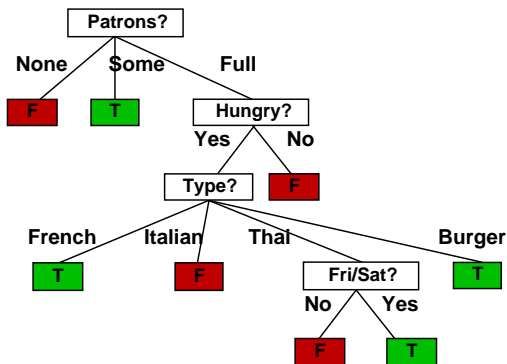 Patrons?
None Some Full
F T Hungry?
Yes No
Type? F
French Italian Thai Burger
T F Fri/Sat? T
No Yes
F T